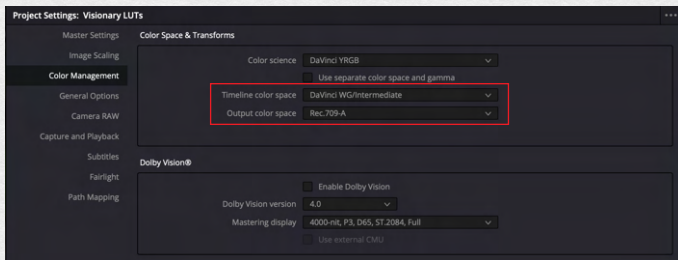 Project Settings: Visionary LUTs
Master Settings
Image Scaling
Color Management
General Options
Camera RAW
Capture and Playback
Subtitles
Fairlight
Path Mapping
Color Space & Transforms
Color science DaVinci YRGB
Use separate color space and gamma
Timeline color space DaVinci WG/Intermediate
Output color space Rec.709-A
Dolby Vision®
Enable Dolby Vision
Dolby Vision version 4.0
Mastering display 4000-nit, P3, D65, ST.2084, Full
Use external CMU